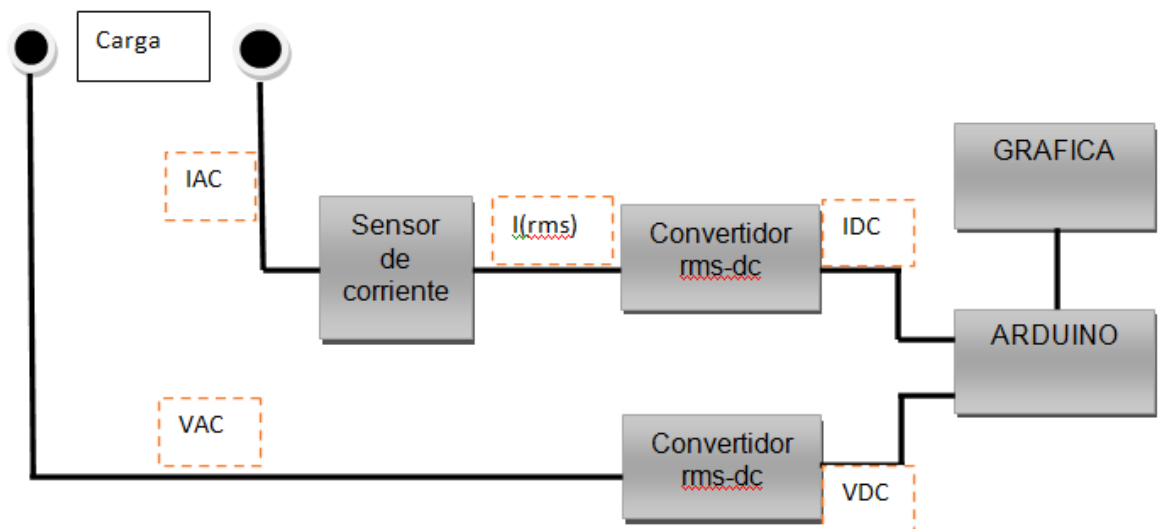 Carga
GRAFICA
IAC
Sensor
de
corriente
I(rms)
Convertidor
rms-dc
IDC
ARDUINO
VAC
Convertidor
rms-dc
VDC